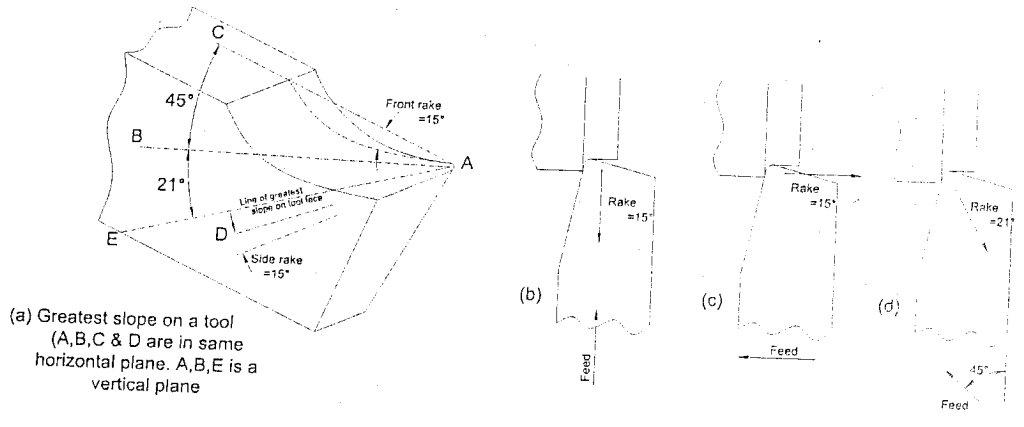 C
45°
Front rake
=15°
B
A
21°
Line of greatest
slope on tool face
D
E
Side rake
=15°
(a) Greatest slope on a tool
(A,B,C & D are in same
horizontal plane. A,B,E is a
vertical plane
Rake
=15°
(b)
Feed
Rake
=15°
(c)
Feed
Rake
=21°
(d)
45°
Feed